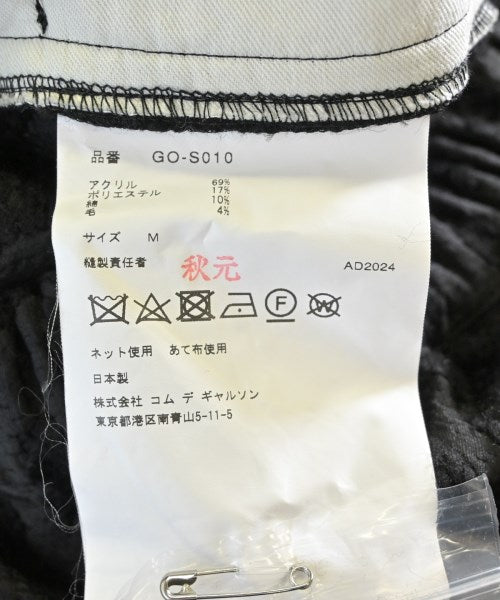 品番 GO-S010
アクリル 69%
ポリエステル 17%
綿 10%
毛 4%
サイズ M
縫製責任者 秋元 AD2024
F W
ネット使用 あて布使用
日本製
株式会社 コム デ ギャルソン
東京都港区南青山5-11-5